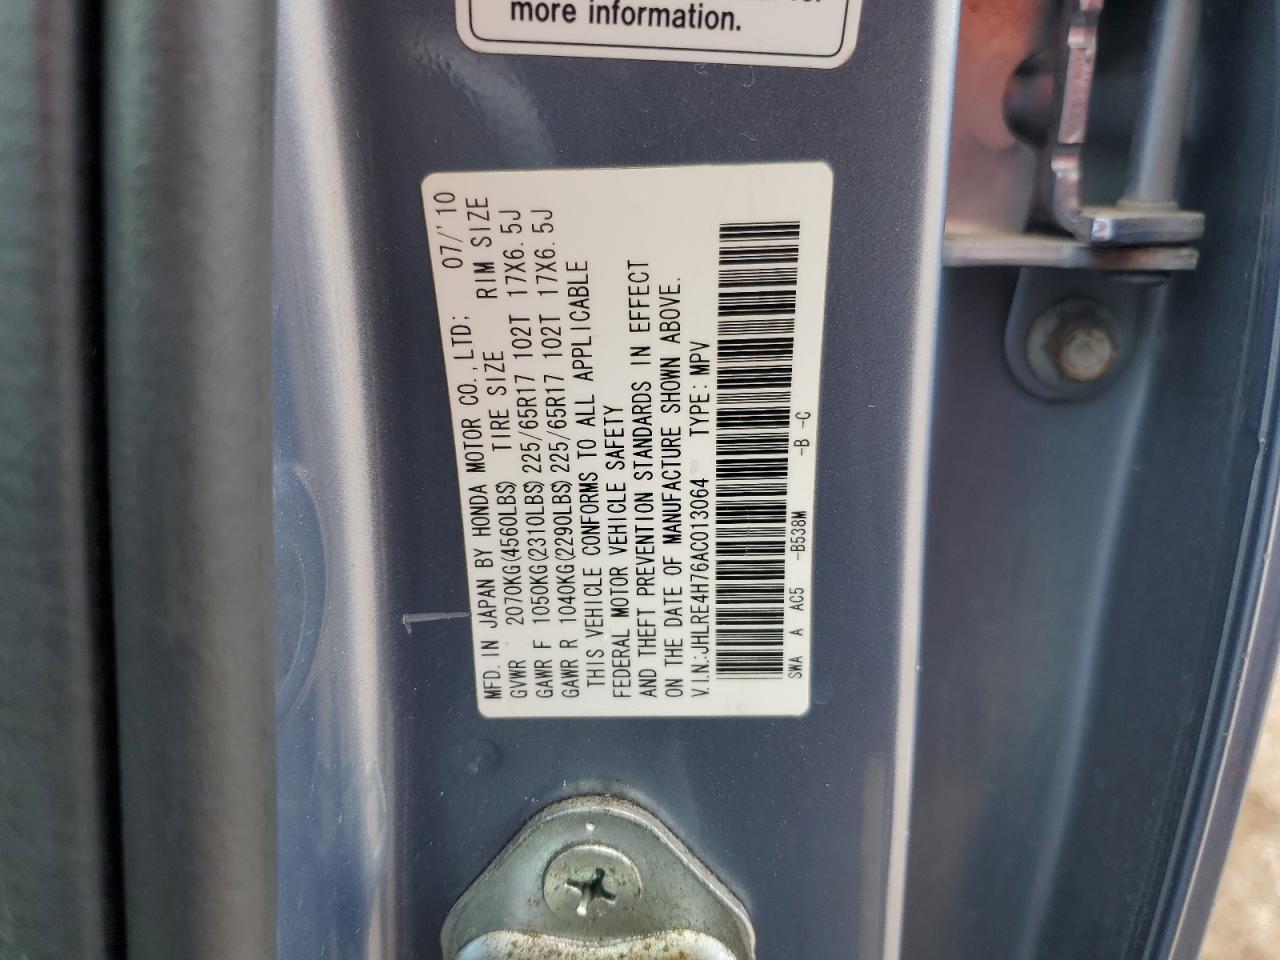 more information.
MFD. IN JAPAN BY HONDA MOTOR CO., LTD: 07/'10
TIRE SIZE RIM SIZE
GVWR 2070KG(4560LBS)
GAWR F 1050KG(2310LBS) 225/65R17 102T 17X6.5J
GAWR R 1040KG(2290LBS) 225/65R17 102T 17X6.5J
THIS VEHICLE CONFORMS TO ALL APPLICABLE
FEDERAL MOTOR VEHICLE SAFETY
AND THEFT PREVENTION STANDARDS IN EFFECT
ON THE DATE OF MANUFACTURE SHOWN ABOVE.
V.I.N.:JHLRE4H76AC013064 TYPE:MPV
SWA A AC5 -B538M -B -C